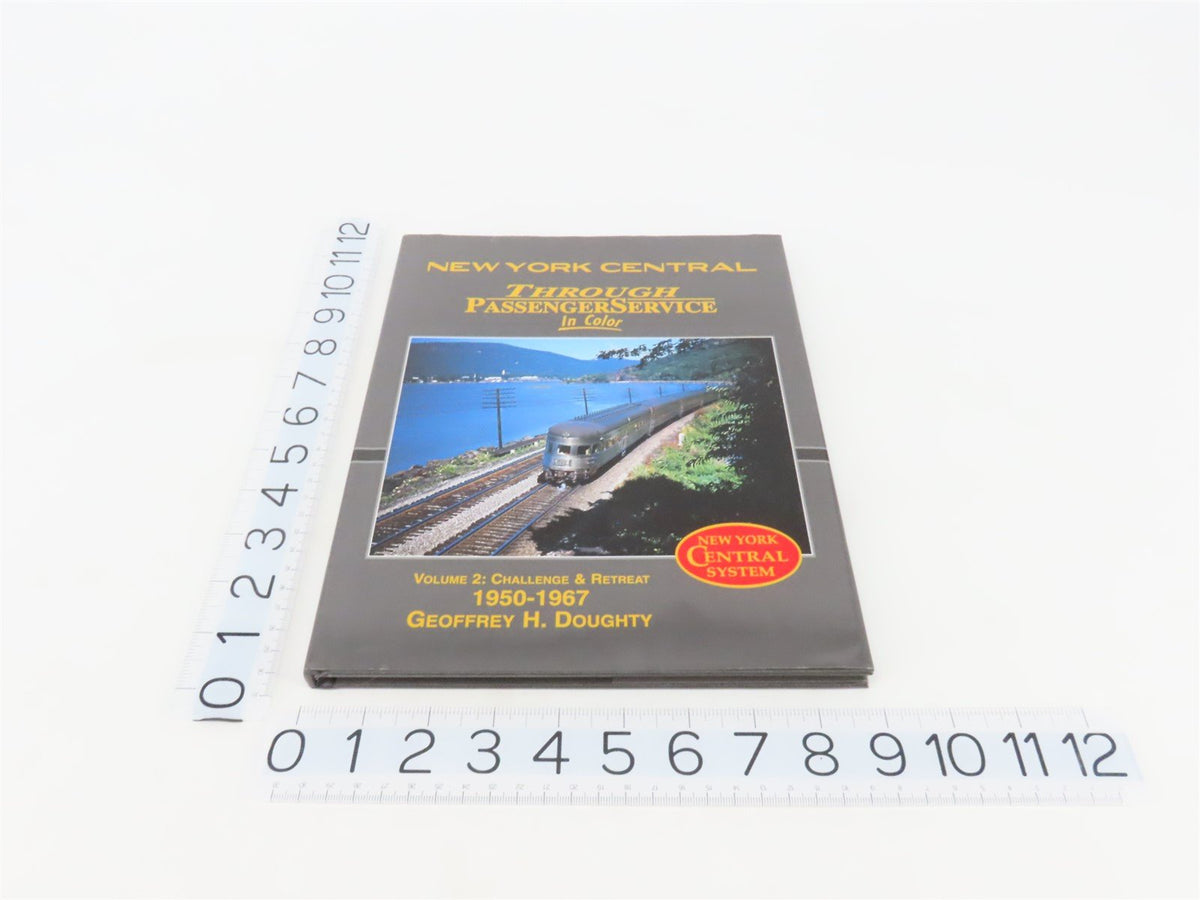 NEW YORK CENTRAL
THROUGH
PASSENGERSERVICE
In Color
NEW YORK
CENTRAL
SYSTEM
VOLUME 2: CHALLENGE & RETREAT
1950-1967
GEOFFREY H. DOUGHTY
0 1 2 3 4 5 6 7 8 9 10 11 12
0 1 2 3 4 5 6 7 8 9 10 11 12